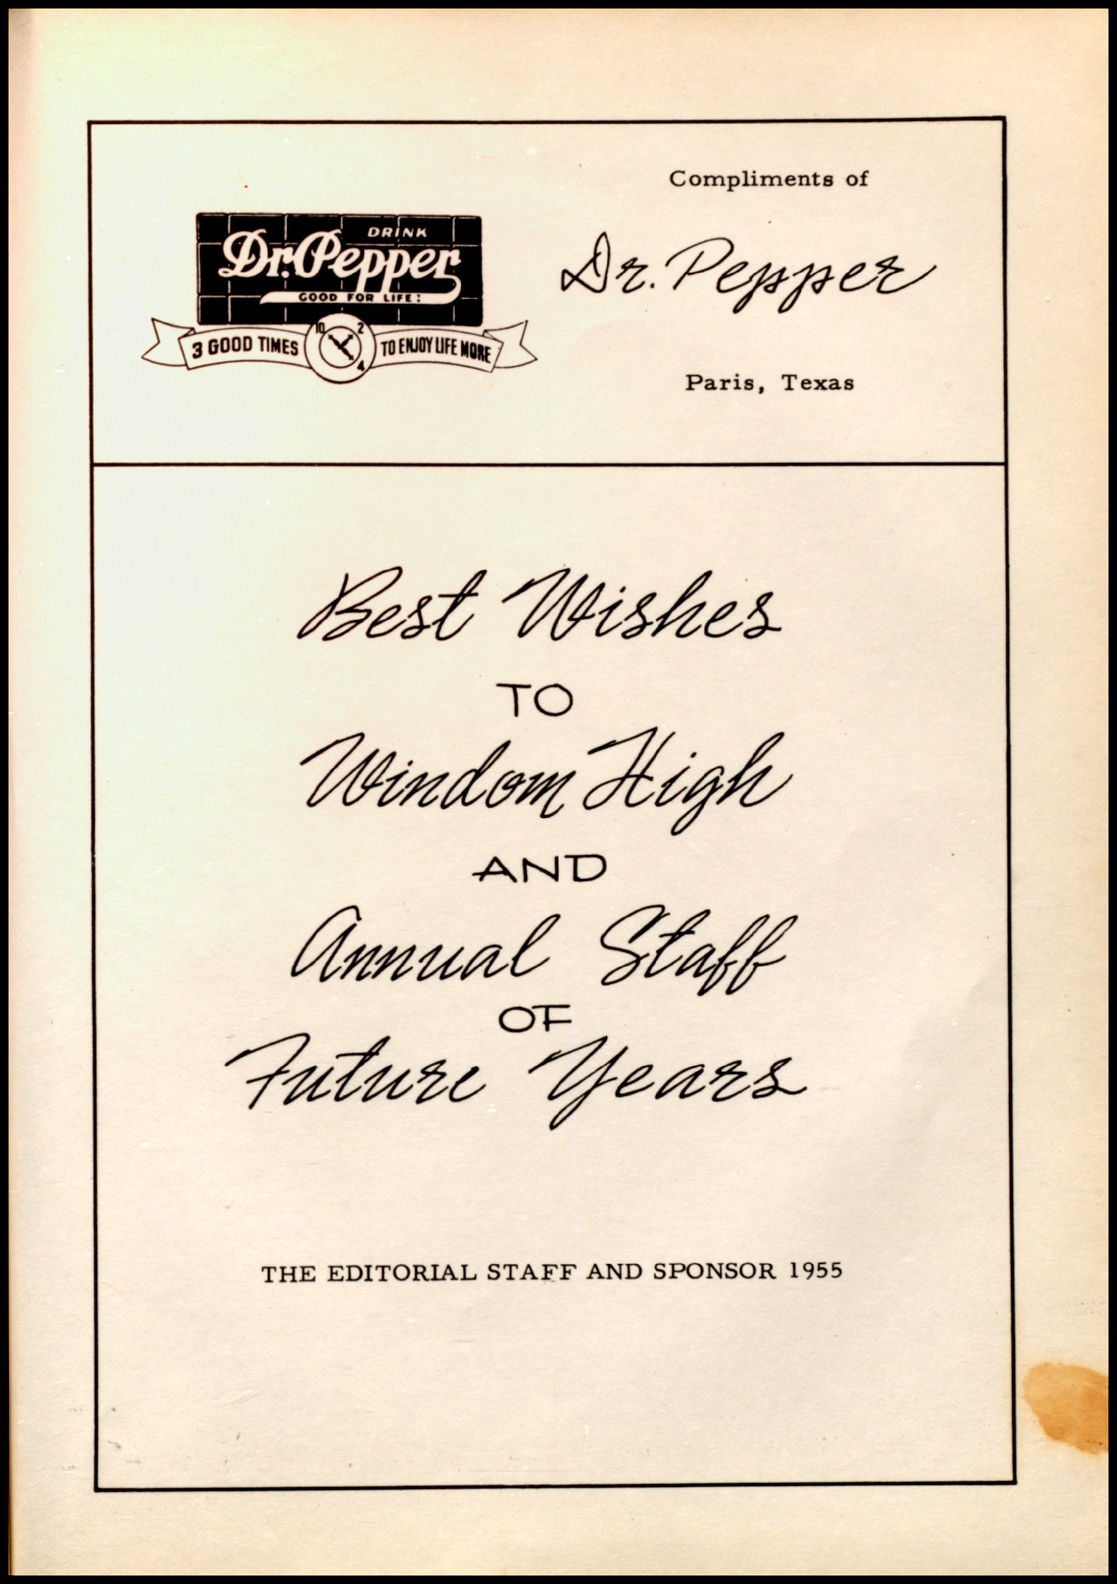 DRINK
Dr. Pepper
GOOD FOR LIFE!
3 GOOD TIMES 10 2 4 TO ENJOY LIFE MORE
Compliments of
Dr. Pepper
Paris, Texas
Best Wishes
TO
Windom High
AND
Annual Staff
OF
Future Years
THE EDITORIAL STAFF AND SPONSOR 1955